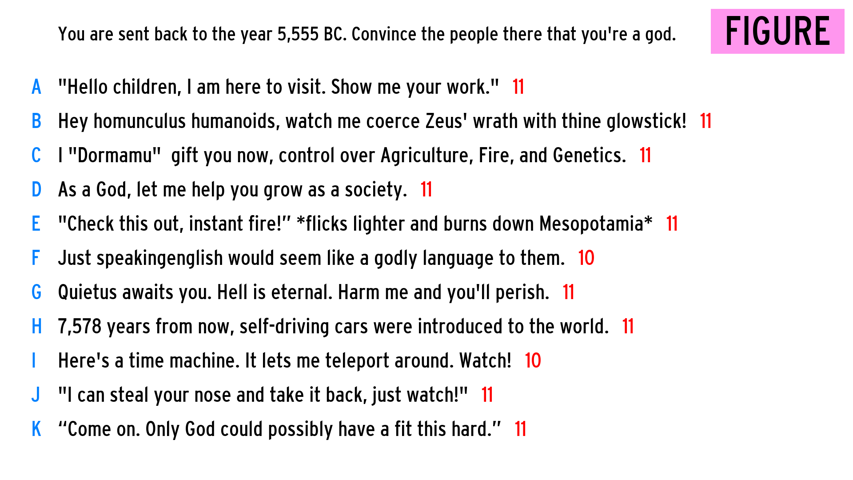 You are sent back to the year 5,555 BC. Convince the people there that you're a god.
FIGURE
A "Hello children, I am here to visit. Show me your work." 11
B Hey homunculus humanoids, watch me coerce Zeus' wrath with thine glowstick! 11
C I "Dormamu"  gift you now, control over Agriculture, Fire, and Genetics. 11
D As a God, let me help you grow as a society. 11
E "Check this out, instant fire!” *flicks lighter and burns down Mesopotamia* 11
F Just speakingenglish would seem like a godly language to them. 10
G Quietus awaits you. Hell is eternal. Harm me and you'll perish. 11
H 7,578 years from now, self-driving cars were introduced to the world. 11
I Here's a time machine. It lets me teleport around. Watch! 10
J "I can steal your nose and take it back, just watch!" 11
K “Come on. Only God could possibly have a fit this hard.” 11